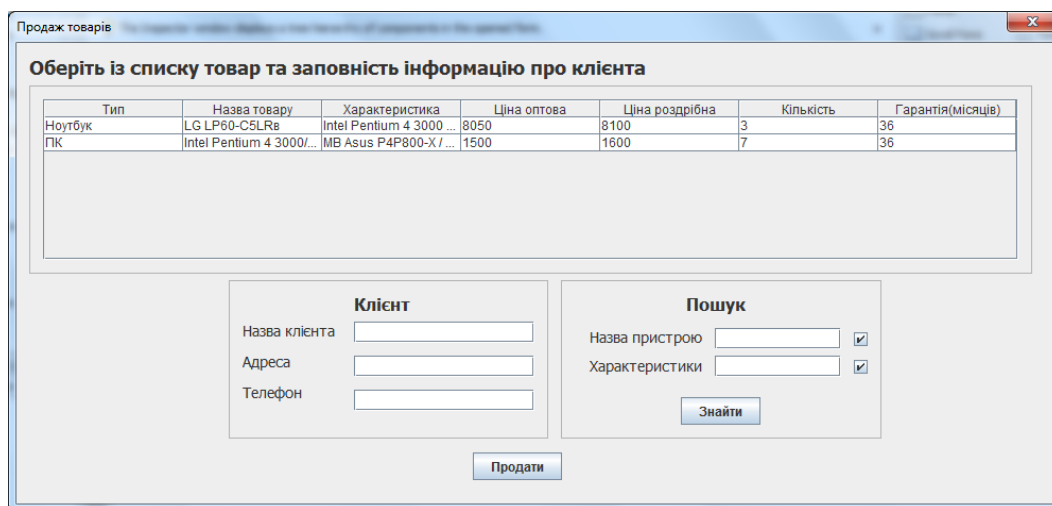 Продаж товарів
Оберіть із списку товар та заповність інформацію про клієнта
Тип Назва товару Характеристика Ціна оптова Ціна роздрібна Кількість Гарантія(місяців)
Ноутбук LG LP60-C5LRв Intel Pentium 4 3000 ... 8050 8100 3 36
ПК Intel Pentium 4 3000/... MB Asus P4P800-X / ... 1500 1600 7 36
Клієнт
Назва клієнта
Адреса
Телефон
Пошук
Назва пристрою
Характеристики
Знайти
Продати